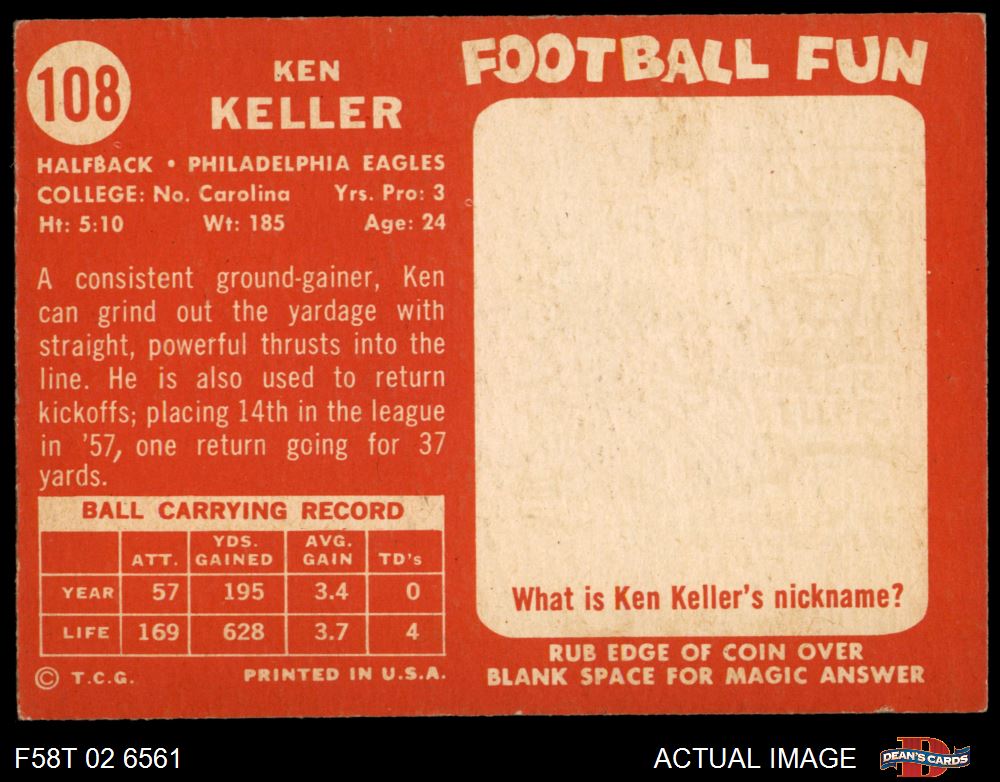 108
KEN
KELLER
HALFBACK • PHILADELPHIA EAGLES
COLLEGE: No. Carolina Yrs. Pro: 3
Ht: 5:10 Wt: 185 Age: 24
A consistent ground-gainer, Ken
can grind out the yardage with
straight, powerful thrusts into the
line. He is also used to return
kickoffs; placing 14th in the league
in '57, one return going for 37
yards.
BALL CARRYING RECORD
ATT. YDS. GAINED AVG. GAIN TD's
YEAR 57 195 3.4 0
LIFE 169 628 3.7 4
© T.C.G. PRINTED IN U.S.A.
FOOTBALL FUN
What is Ken Keller's nickname?
RUB EDGE OF COIN OVER
BLANK SPACE FOR MAGIC ANSWER
F58T 02 6561
ACTUAL IMAGE
DEAN'S CARDS